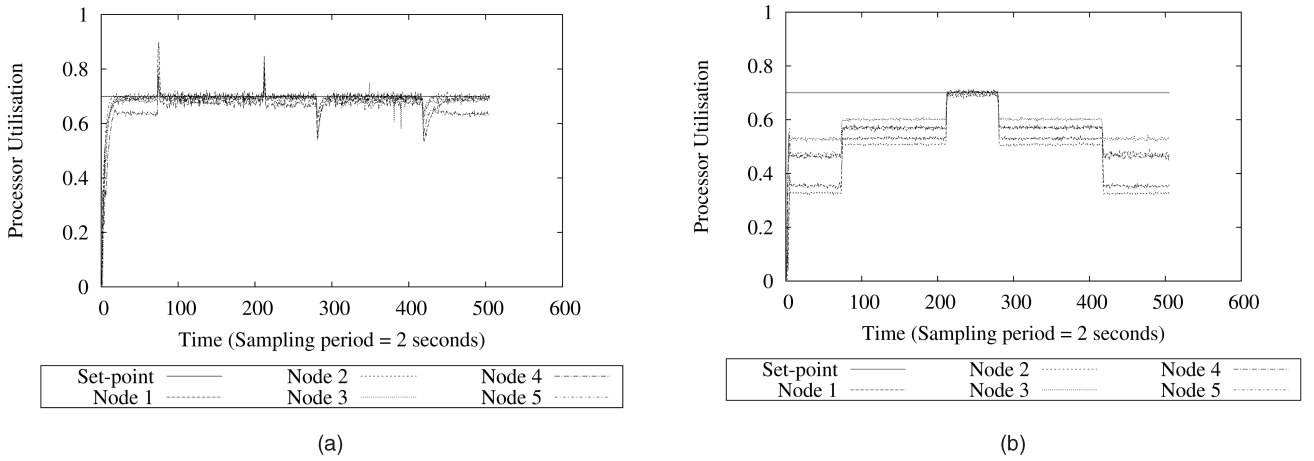 1
0.8
0.6
0.4
0.2
0
Processor Utilisation
0 100 200 300 400 500 600
Time (Sampling period = 2 seconds)
Set-point Node 2 Node 4
Node 1 Node 3 Node 5
(a)
1
0.8
0.6
0.4
0.2
0
Processor Utilisation
0 100 200 300 400 500 600
Time (Sampling period = 2 seconds)
Set-point Node 2 Node 4
Node 1 Node 3 Node 5
(b)